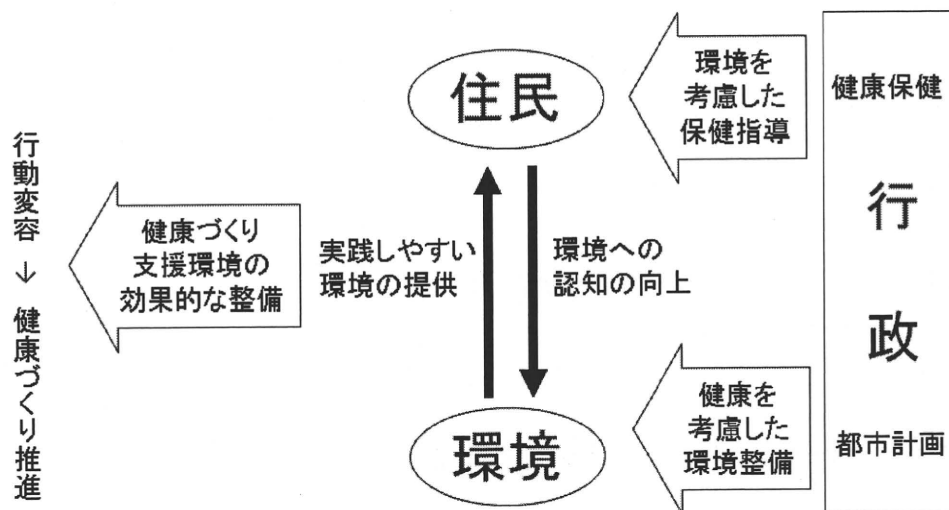 住民
環境を
考慮した
保健指導
健康保健
行政
都市計画
行動変容 ↓ 健康づくり推進
健康づくり
支援環境の
効果的な整備
実践しやすい
環境の提供
環境への
認知の向上
環境
健康を
考慮した
環境整備